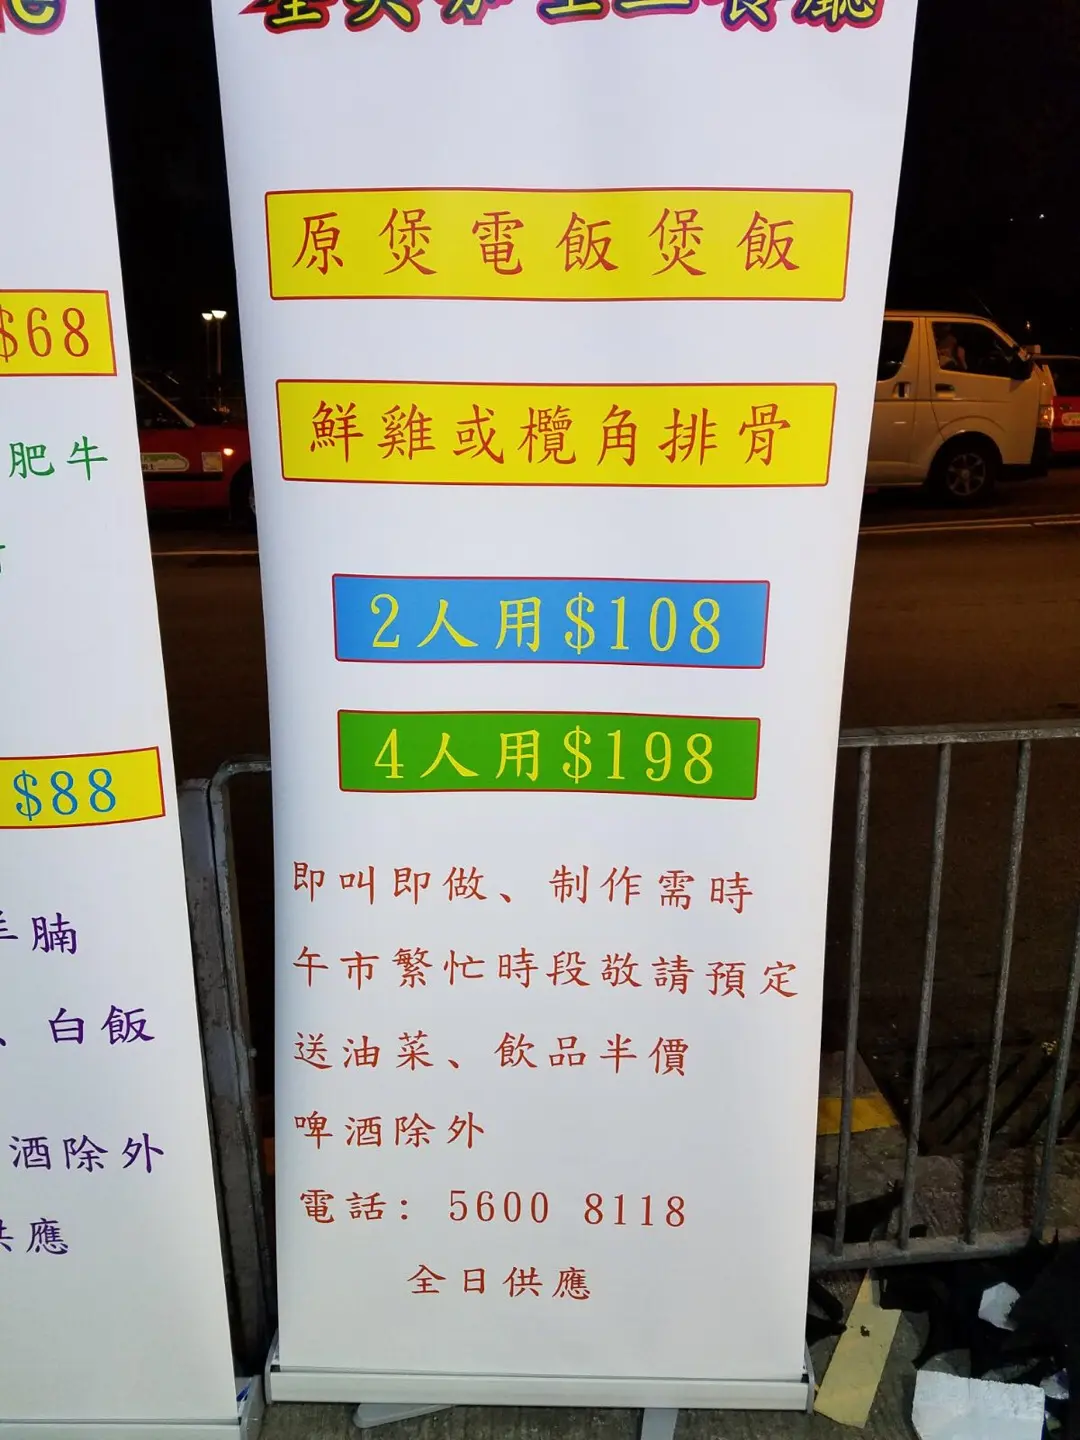 原煲電飯煲飯
鮮雞或欖角排骨
2人用$108
4人用$198
即叫即做、制作需時
午市繁忙時段敬請預定
送油菜、飲品半價
啤酒除外
電話: 5600 8118
全日供應
$68
肥牛
$88
腩
、白飯
酒除外
供應